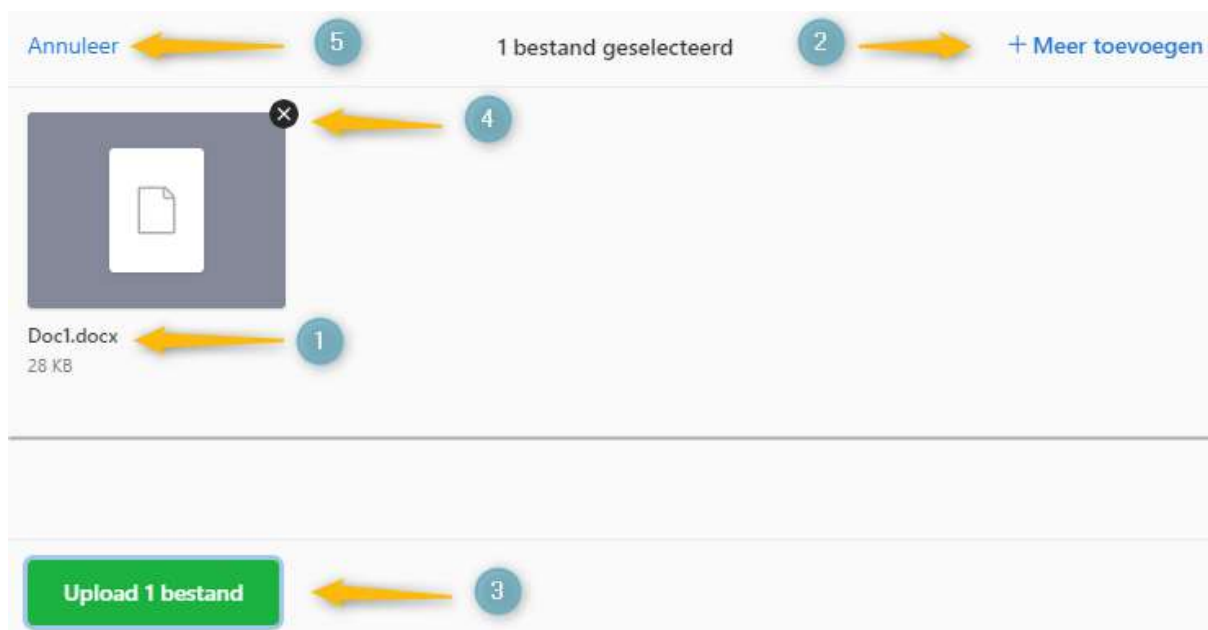 Annuleer 5 1 bestand geselecteerd 2 + Meer toevoegen
4
Doc1.docx 1
28 KB
Upload 1 bestand 3